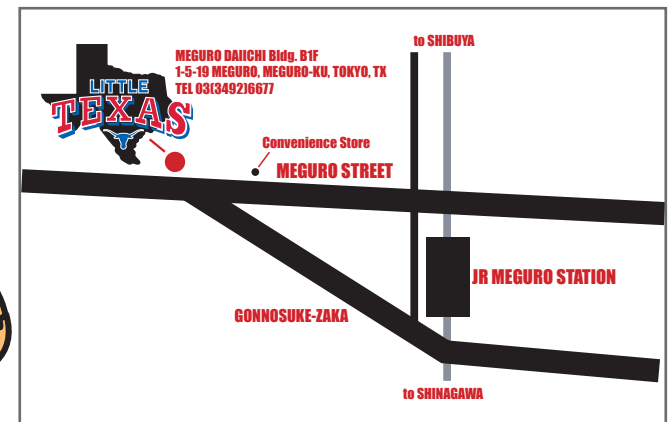 LITTLE
TEXAS
MEGURO DAIICHI Bldg. B1F
1-5-19 MEGURO, MEGURO-KU, TOKYO, TX
TEL 03(3492)6677
to SHIBUYA
Convenience Store
MEGURO STREET
JR MEGURO STATION
GONNOSUKE-ZAKA
to SHINAGAWA